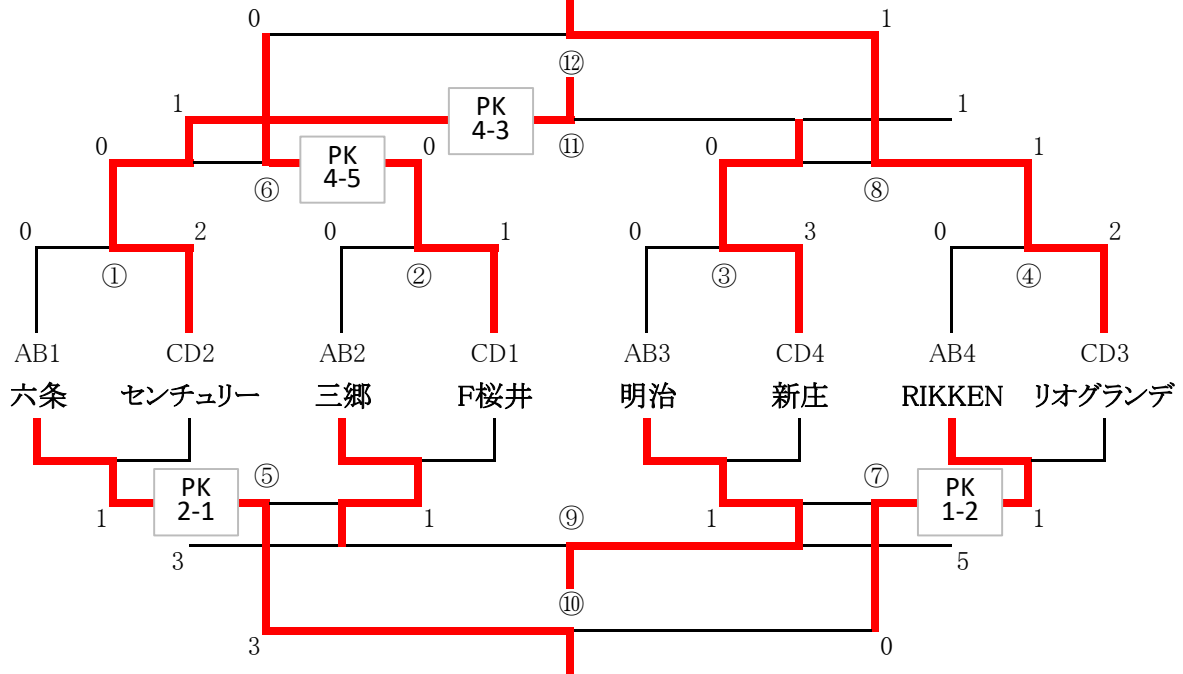 0 1
⑫
1 PK 1
4-3
⑪
0 PK 0 0 1
4-5
⑥ ⑧
0 2 0 1 0 3 0 2
① ② ③ ④
AB1 CD2 AB2 CD1 AB3 CD4 AB4 CD3
六条 センチュリー 三郷 F桜井 明治 新庄 RIKKEN リオグランデ
⑤ ⑦
PK PK
2-1 1-2
1 1 ⑨ 1 1
3 5
⑩
3 0